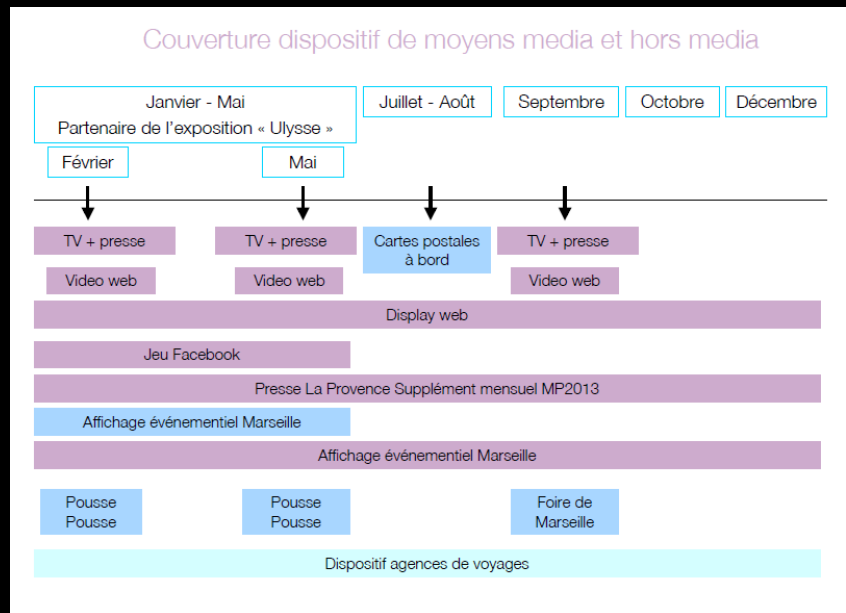 Couverture dispositif de moyens media et hors media
Janvier - Mai
Partenaire de l'exposition « Ulysse »
Juillet - Août
Septembre
Octobre
Décembre
Février
Mai
TV + presse
TV + presse
Cartes postales
à bord
TV + presse
Video web
Video web
Video web
Display web
Jeu Facebook
Presse La Provence Supplément mensuel MP2013
Affichage événementiel Marseille
Affichage événementiel Marseille
Pousse
Pousse
Pousse
Pousse
Foire de
Marseille
Dispositif agences de voyages